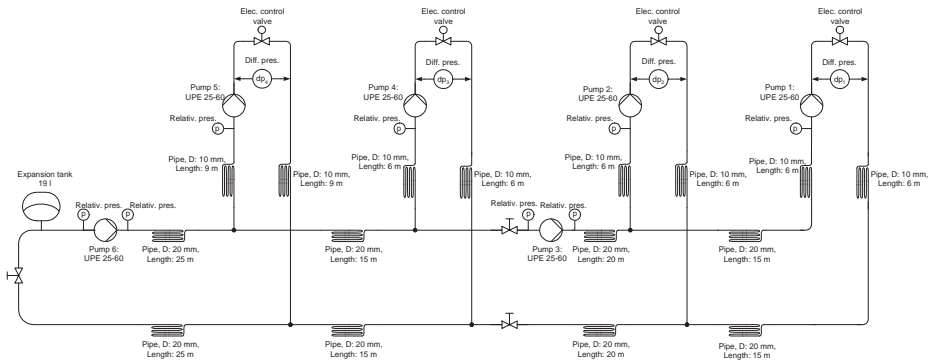 Elec. control
valve
Elec. control
valve
Elec. control
valve
Elec. control
valve
Diff. pres.
Diff. pres.
Diff. pres.
Diff. pres.
dp4
dp3
dp2
dp1
Pump 5:
UPE 25-60
Pump 4:
UPE 25-60
Pump 2:
UPE 25-60
Pump 1:
UPE 25-60
Relativ. pres.
Relativ. pres.
Relativ. pres.
Relativ. pres.
p
p
p
p
Pipe, D: 10 mm,
Length: 9 m
Pipe, D: 10 mm,
Length: 6 m
Pipe, D: 10 mm,
Length: 6 m
Pipe, D: 10 mm,
Length: 6 m
Pipe, D: 10 mm,
Length: 9 m
Pipe, D: 10 mm,
Length: 6 m
Pipe, D: 10 mm,
Length: 6 m
Pipe, D: 10 mm,
Length: 6 m
Expansion tank
19 l
Relativ. pres.
Relativ. pres.
Relativ. pres.
Relativ. pres.
p
p
p
p
Pump 6:
UPE 25-60
Pipe, D: 20 mm,
Length: 25 m
Pipe, D: 20 mm,
Length: 15 m
Pump 3:
UPE 25-60
Pipe, D: 20 mm,
Length: 20 m
Pipe, D: 20 mm,
Length: 15 m
Pipe, D: 20 mm,
Length: 25 m
Pipe, D: 20 mm,
Length: 15 m
Pipe, D: 20 mm,
Length: 20 m
Pipe, D: 20 mm,
Length: 15 m